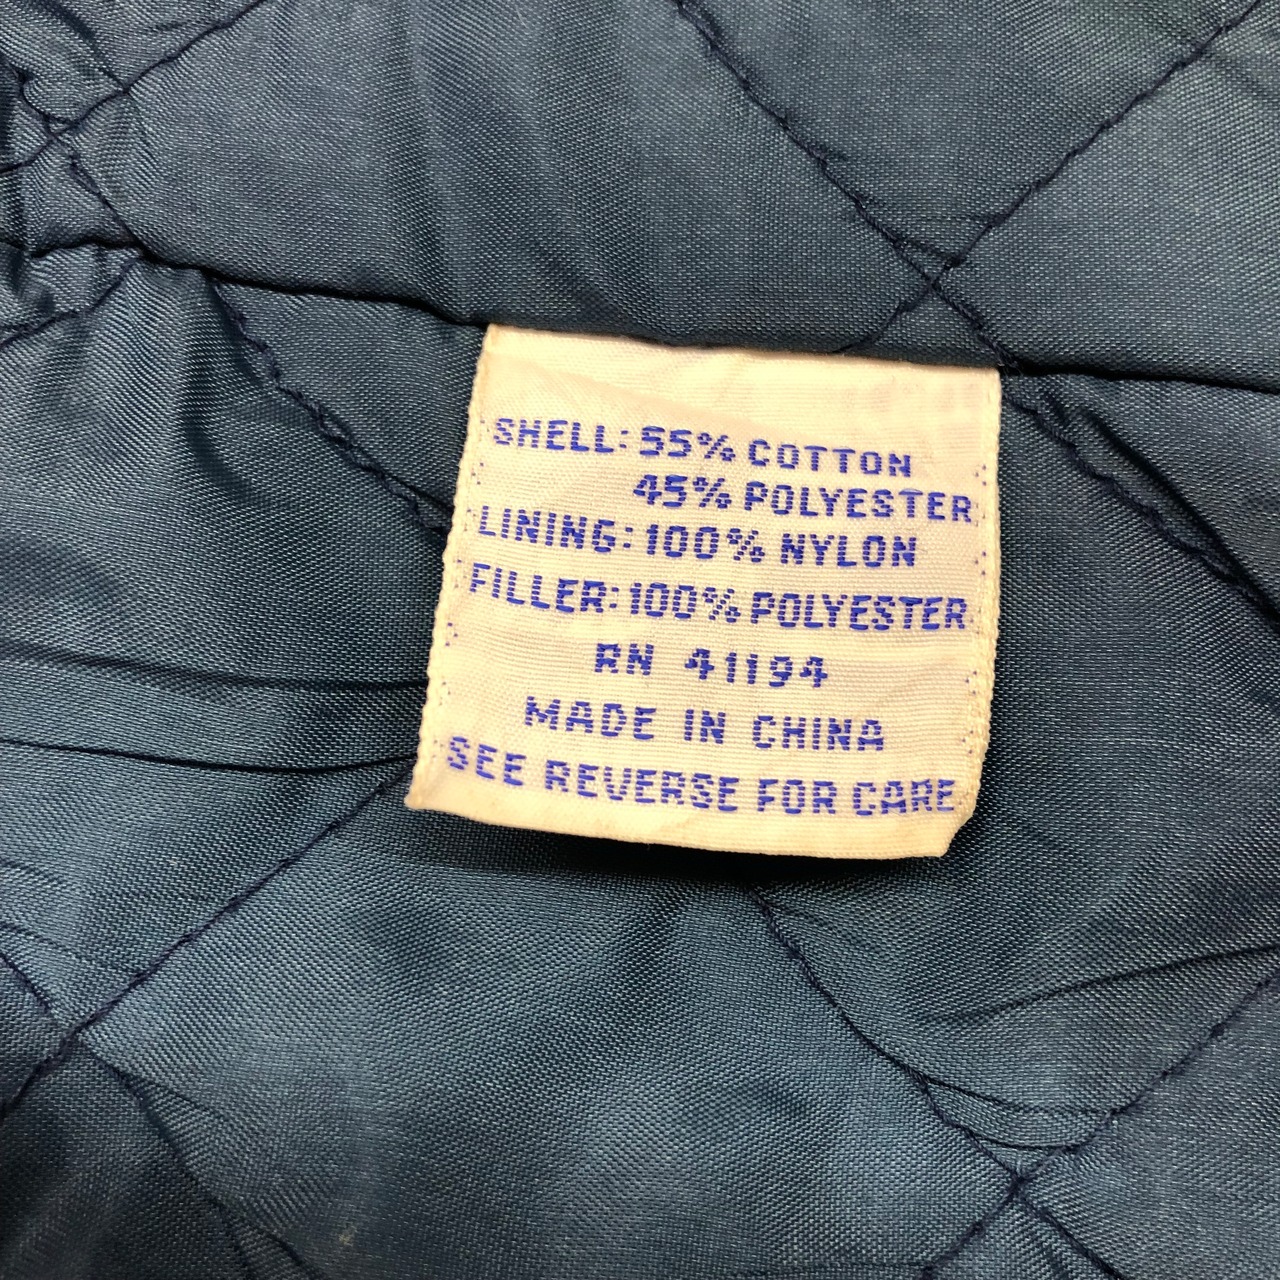 SHELL: 55% COTTON
45% POLYESTER
LINING: 100% NYLON
FILLER: 100% POLYESTER
RN 41194
MADE IN CHINA
SEE REVERSE FOR CARE